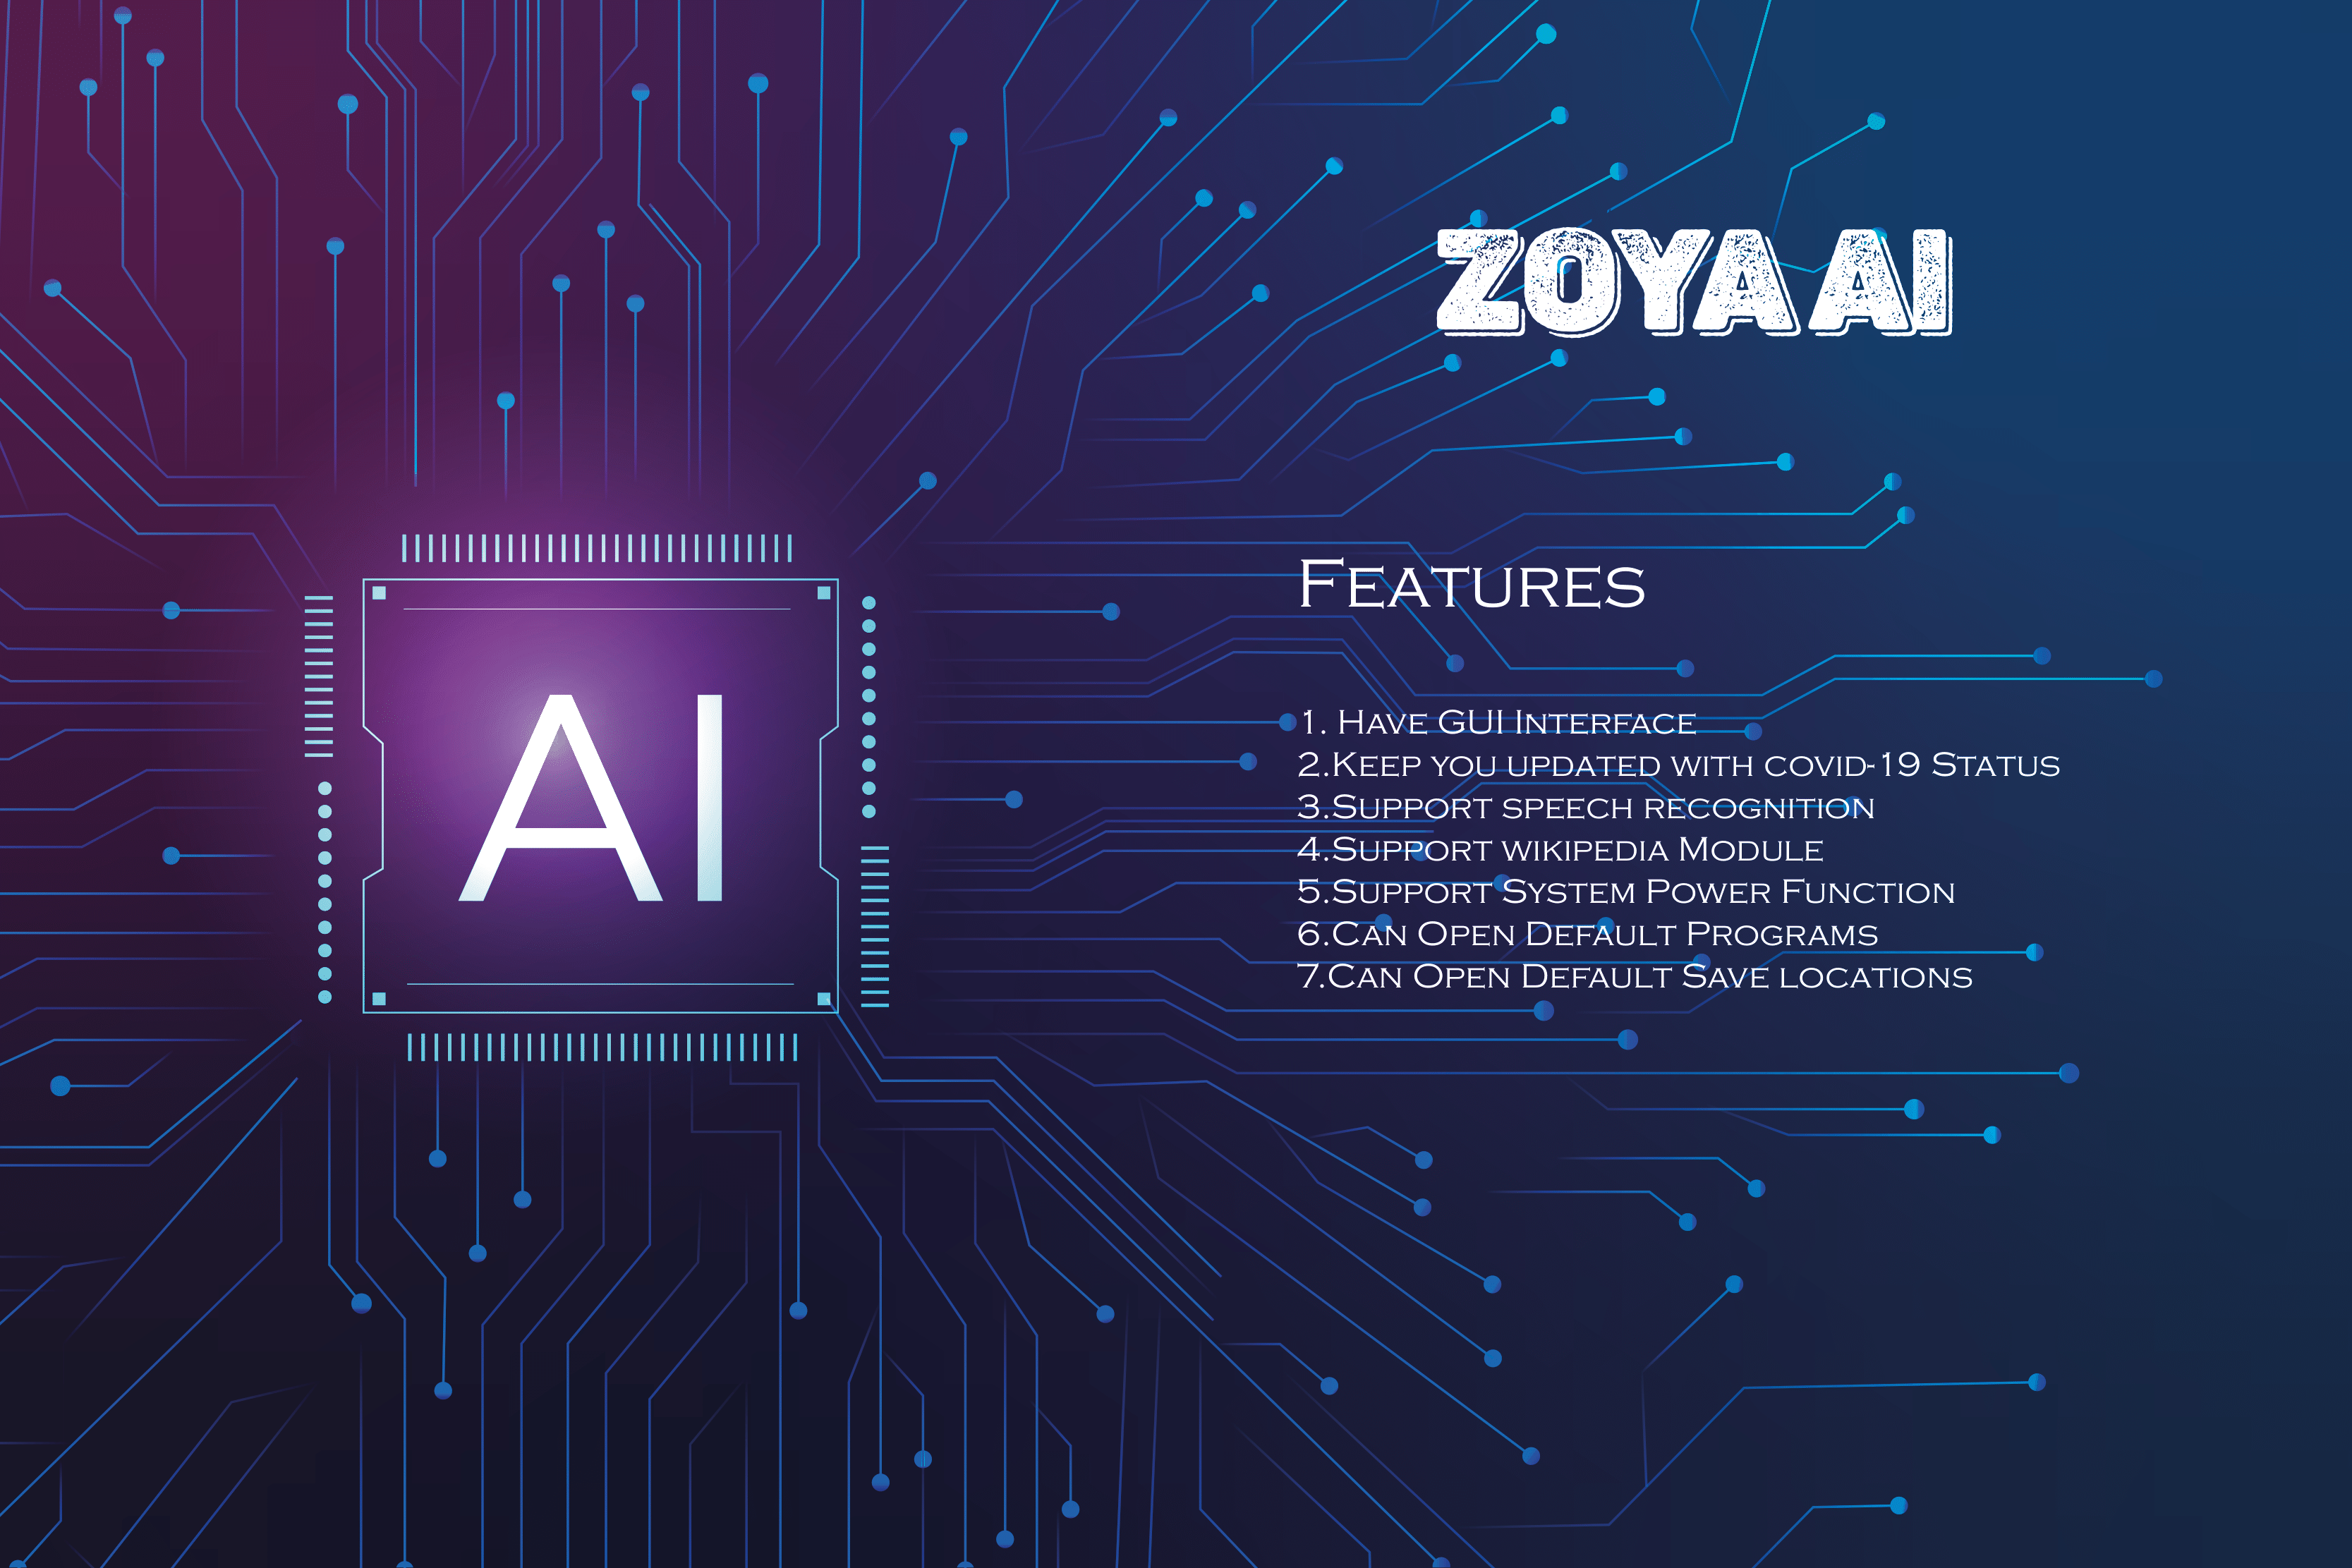 ZOYA AI
AI
Features
1. Have GUI Interface
2.Keep you updated with covid-19 Status
3.Support speech recognition
4.Support wikipedia Module
5.Support System Power Function
6.Can Open Default Programs
7.Can Open Default Save locations